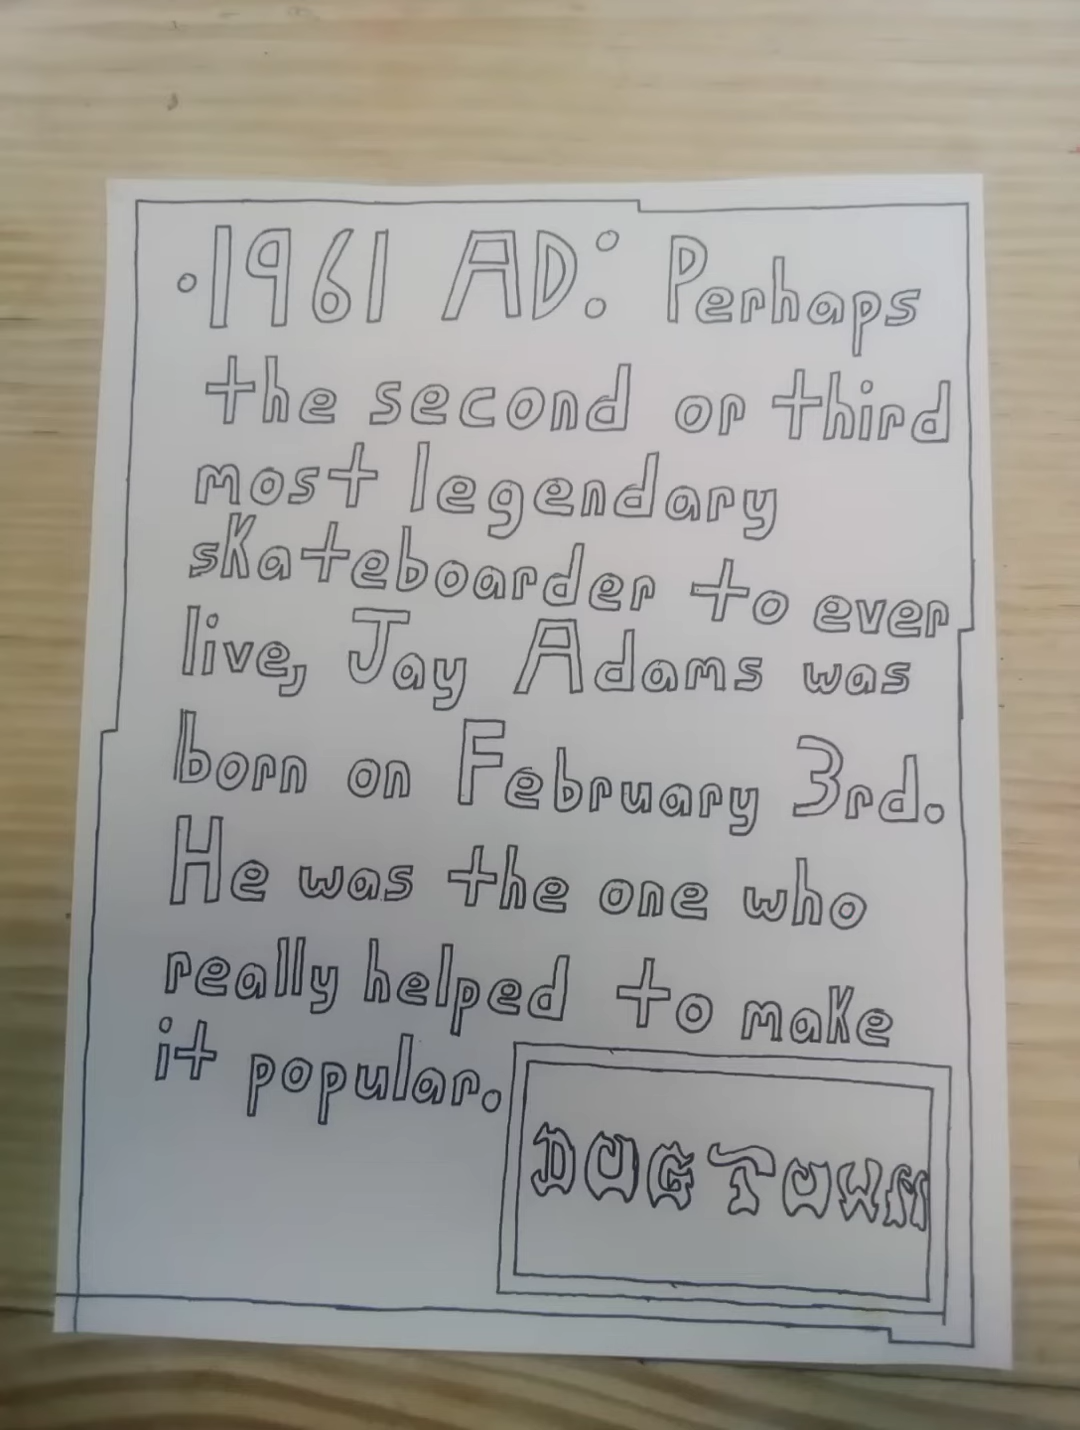 ·1961 AD: Perhaps
the second or third
most legendary
skateboarder to ever
live, Jay Adams was
born on February 3rd.
He was the one who
really helped to make
it popular.
DOGTOWN